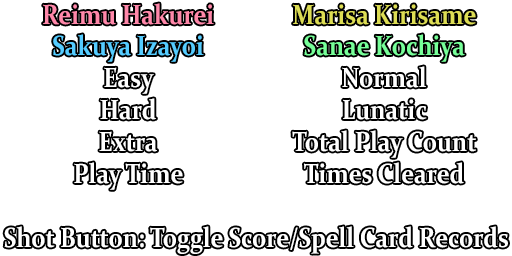 Reimu Hakurei Marisa Kirisame
Sakuya Izayoi Sanae Kochiya
Easy Normal
Hard Lunatic
Extra Total Play Count
Play Time Times Cleared
Shot Button: Toggle Score/Spell Card Records